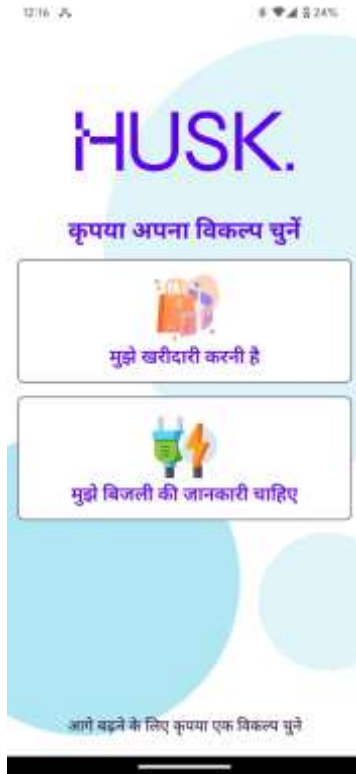 12:16
24%
HUSK.
कृपया अपना विकल्प चुनें
मुझे खरीदारी करनी है
मुझे बिजली की जानकारी चाहिए
आगे बढ़ने के लिए कृपया एक विकल्प चुने